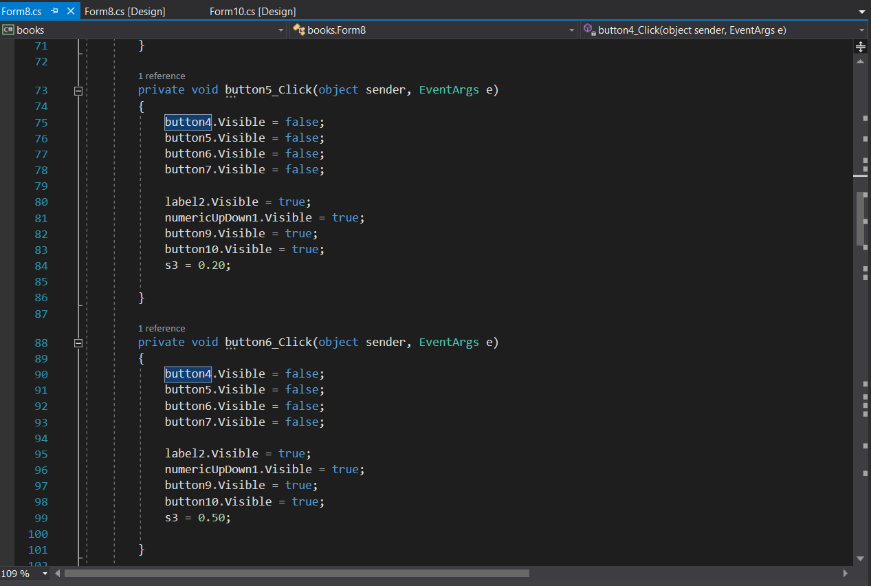 Form8.cs Form8.cs [Design] Form10.cs [Design]
C# books books.Form8 button4_Click(object sender, EventArgs e)
71 }
72
1 reference
73 private void button5_Click(object sender, EventArgs e)
74 {
75 button4.Visible = false;
76 button5.Visible = false;
77 button6.Visible = false;
78 button7.Visible = false;
79
80 label2.Visible = true;
81 numericUpDown1.Visible = true;
82 button9.Visible = true;
83 button10.Visible = true;
84 s3 = 0.20;
85
86 }
87
1 reference
88 private void button6_Click(object sender, EventArgs e)
89 {
90 button4.Visible = false;
91 button5.Visible = false;
92 button6.Visible = false;
93 button7.Visible = false;
94
95 label2.Visible = true;
96 numericUpDown1.Visible = true;
97 button9.Visible = true;
98 button10.Visible = true;
99 s3 = 0.50;
100
101 }
102
109 %